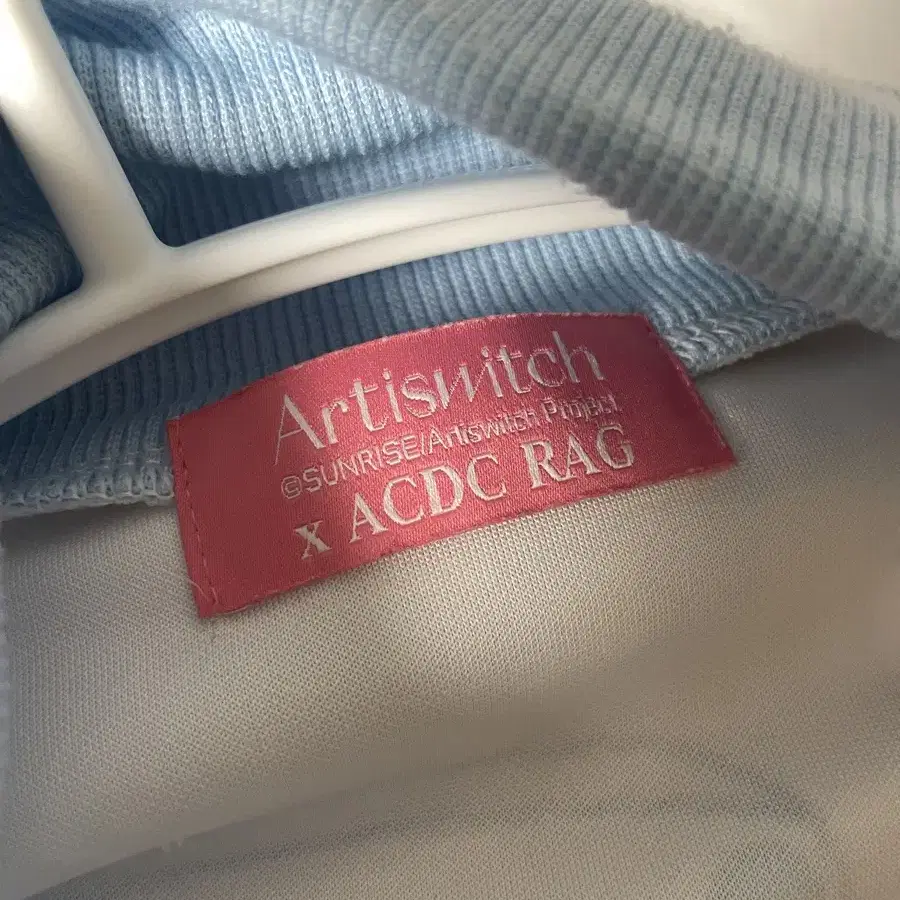 Artiswitch
©SUNRISE/Artiswitch Project
x ACDC RAG